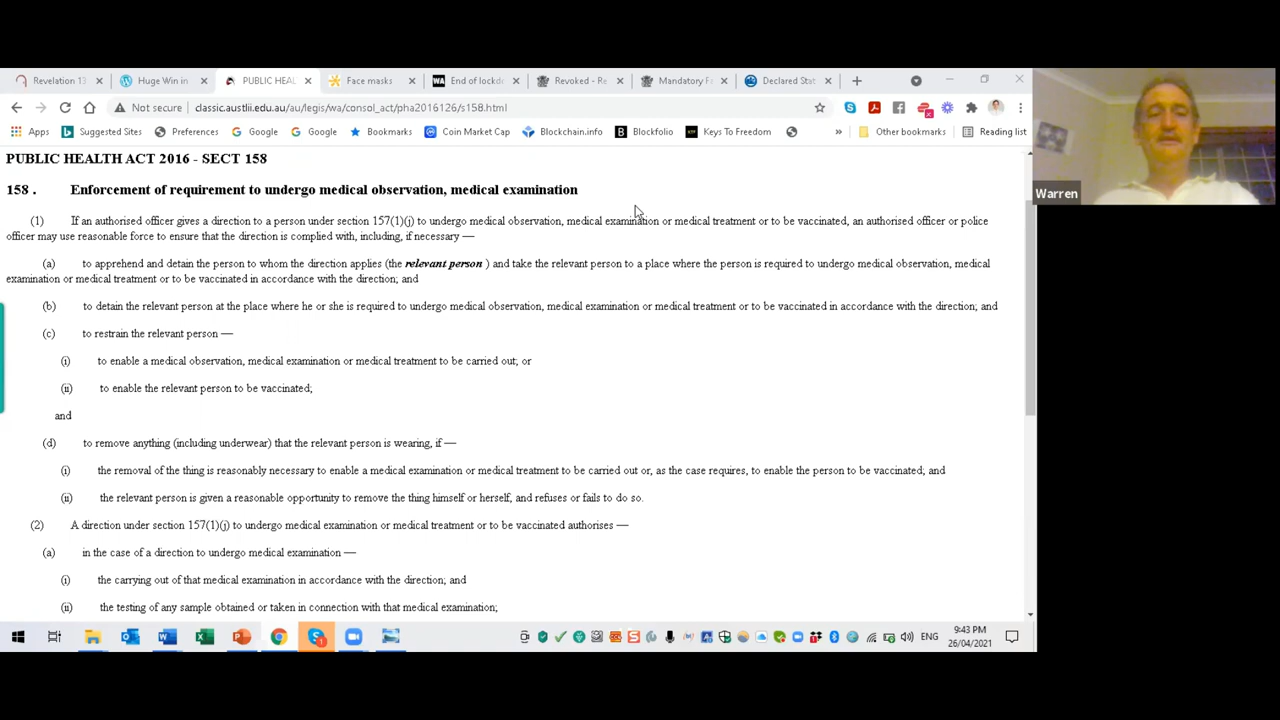 Revelation 13
Huge Win in
PUBLIC HEAL
Face masks
End of lockdo
Revoked - Re
Mandatory F
Declared Stat
Not secure
classic.austlii.edu.au/au/legis/wa/consol_act/pha2016126/s158.html
Apps
Suggested Sites
Preferences
Google
Google
Bookmarks
Coin Market Cap
Blockchain.info
Blockfolio
Keys To Freedom
»
Other bookmarks
Reading list
PUBLIC HEALTH ACT 2016 - SECT 158
158 . Enforcement of requirement to undergo medical observation, medical examination
(1) If an authorised officer gives a direction to a person under section 157(1)(j) to undergo medical observation, medical examination or medical treatment or to be vaccinated, an authorised officer or police
officer may use reasonable force to ensure that the direction is complied with, including, if necessary —
(a) to apprehend and detain the person to whom the direction applies (the relevant person ) and take the relevant person to a place where the person is required to undergo medical observation, medical
examination or medical treatment or to be vaccinated in accordance with the direction; and
(b) to detain the relevant person at the place where he or she is required to undergo medical observation, medical examination or medical treatment or to be vaccinated in accordance with the direction; and
(c) to restrain the relevant person —
(i) to enable a medical observation, medical examination or medical treatment to be carried out; or
(ii) to enable the relevant person to be vaccinated;
and
(d) to remove anything (including underwear) that the relevant person is wearing, if —
(i) the removal of the thing is reasonably necessary to enable a medical examination or medical treatment to be carried out or, as the case requires, to enable the person to be vaccinated; and
(ii) the relevant person is given a reasonable opportunity to remove the thing himself or herself, and refuses or fails to do so.
(2) A direction under section 157(1)(j) to undergo medical examination or medical treatment or to be vaccinated authorises —
(a) in the case of a direction to undergo medical examination —
(i) the carrying out of that medical examination in accordance with the direction; and
(ii) the testing of any sample obtained or taken in connection with that medical examination;
Warren
ENG
9:43 PM
26/04/2021